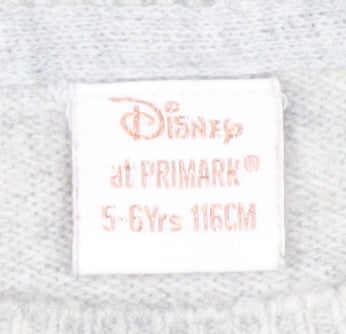 Disney
at PRIMARK®
5-6Yrs 116CM